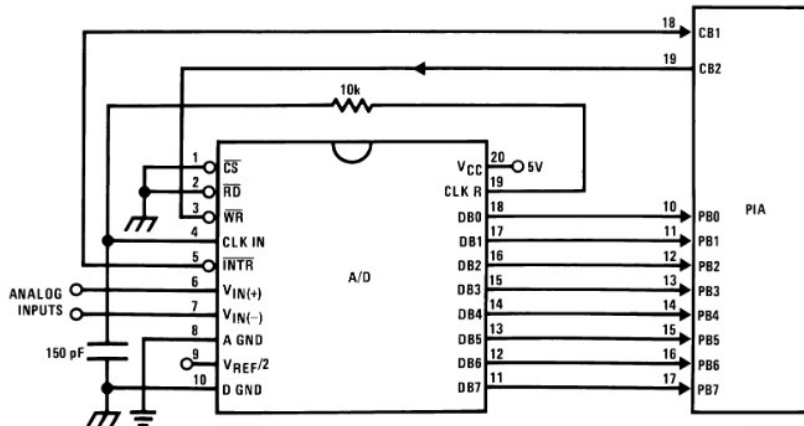 18 CB1
19 CB2
10k
1 CS
20 VCC 5V
2 RD
19 CLK R
3 WR
18 DB0 10 PB0
PIA
4 CLK IN
17 DB1 11 PB1
5 INTR
16 DB2 12 PB2
A/D
ANALOG INPUTS
6 VIN(+)
15 DB3 13 PB3
7 VIN(−)
14 DB4 14 PB4
8 A GND
13 DB5 15 PB5
150 pF
9 VREF/2
12 DB6 16 PB6
10 D GND
11 DB7 17 PB7